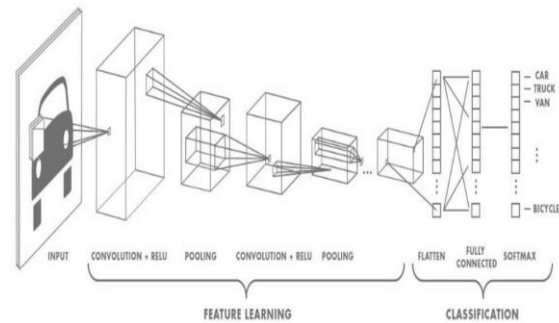 CAR
TRUCK
VAN
BICYCLE
INPUT CONVOLUTION + RELU POOLING CONVOLUTION + RELU POOLING FLATTEN FULLY CONNECTED SOFTMAX
FEATURE LEARNING CLASSIFICATION